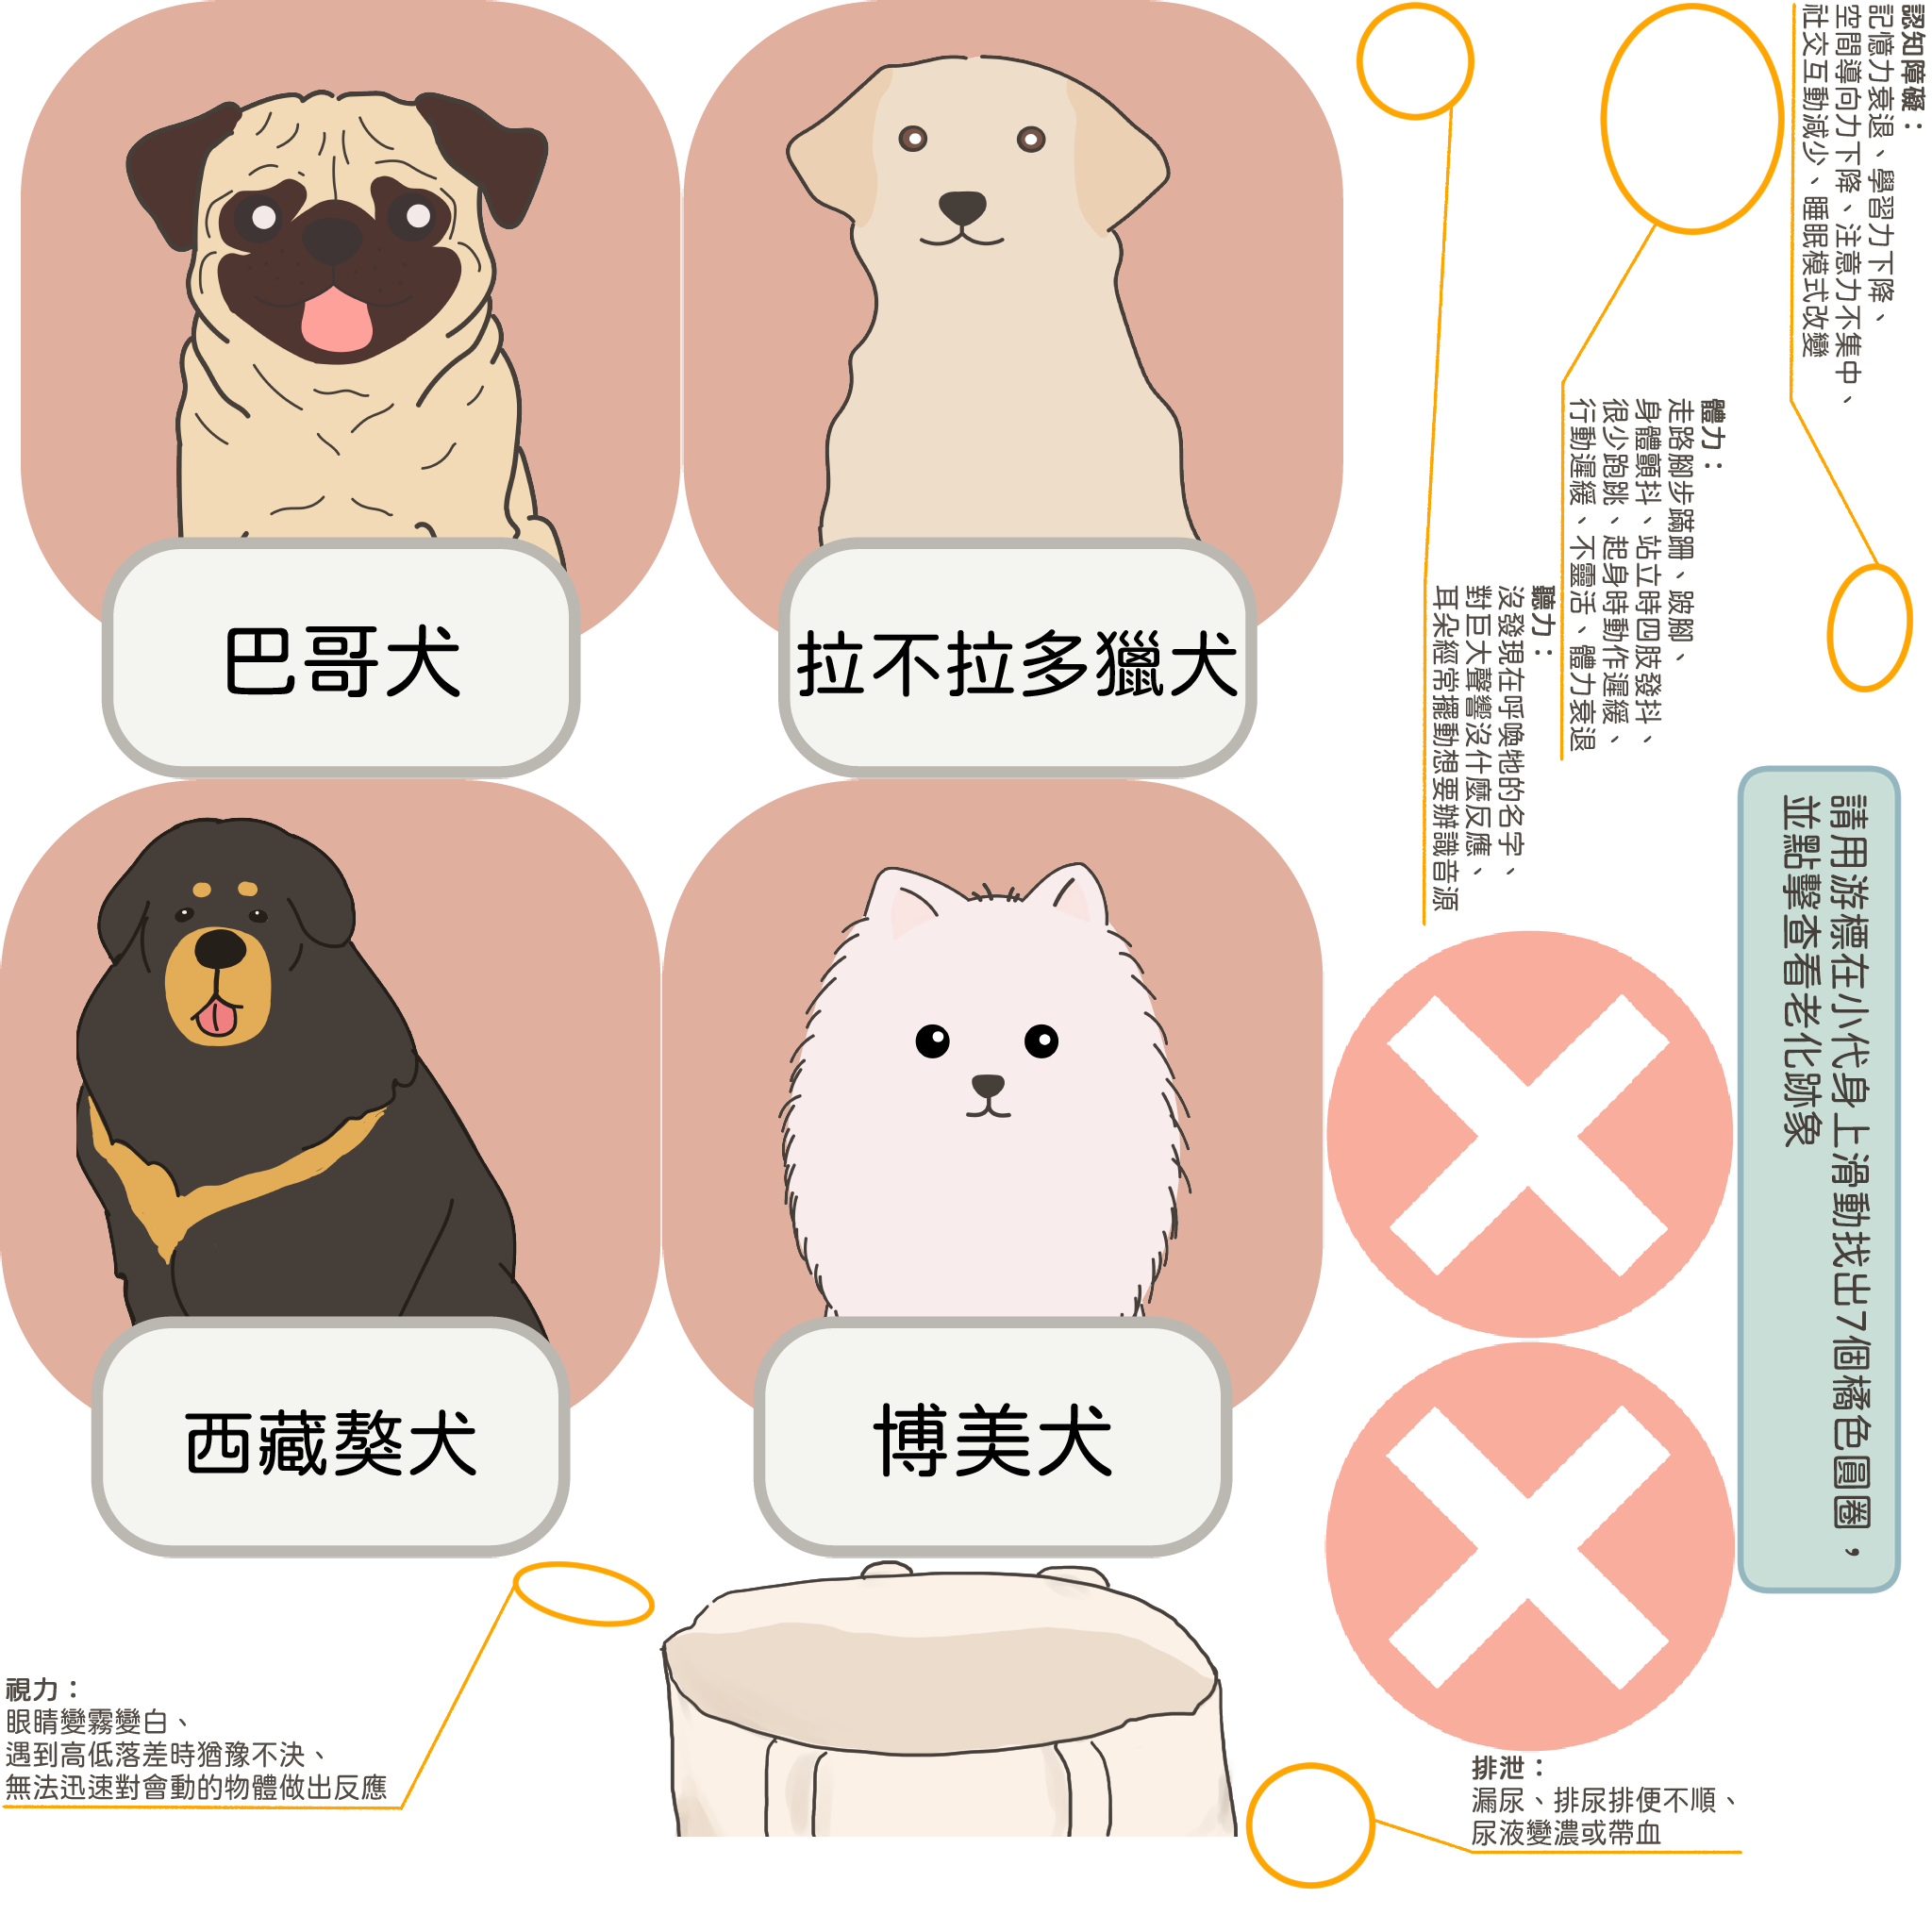 巴哥犬
拉不拉多獵犬
西藏獒犬
博美犬
認知障礙：
記憶力衰退、學習力下降、
空間導向力下降、注意力不集中、
社交互動減少、睡眠模式改變
體力：
走路腳步蹣跚、跛腳、
身體顫抖、站立時四肢發抖、
很少跑跳、起身時動作遲緩、
行動遲緩、不靈活、體力衰退
聽力：
沒發現在呼喚牠的名字、
對巨大聲響沒什麼反應、
耳朵經常擺動想要辦識音源
請用游標在小代身上滑動找出7個橘色圓圈，
並點擊查看老化跡象
視力：
眼睛變霧變白、
遇到高低落差時猶豫不決、
無法迅速對會動的物體做出反應
排泄：
漏尿、排尿排便不順、
尿液變濃或帶血